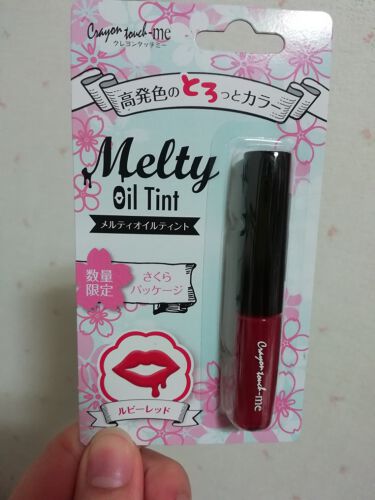 Crayon touch-me
クレヨンタッチミー
高発色のとろっとカラー
Melty
Oil Tint
メルティオイルティント
数量
限定
さくら
パッケージ
ルビーレッド
Crayon touch-me